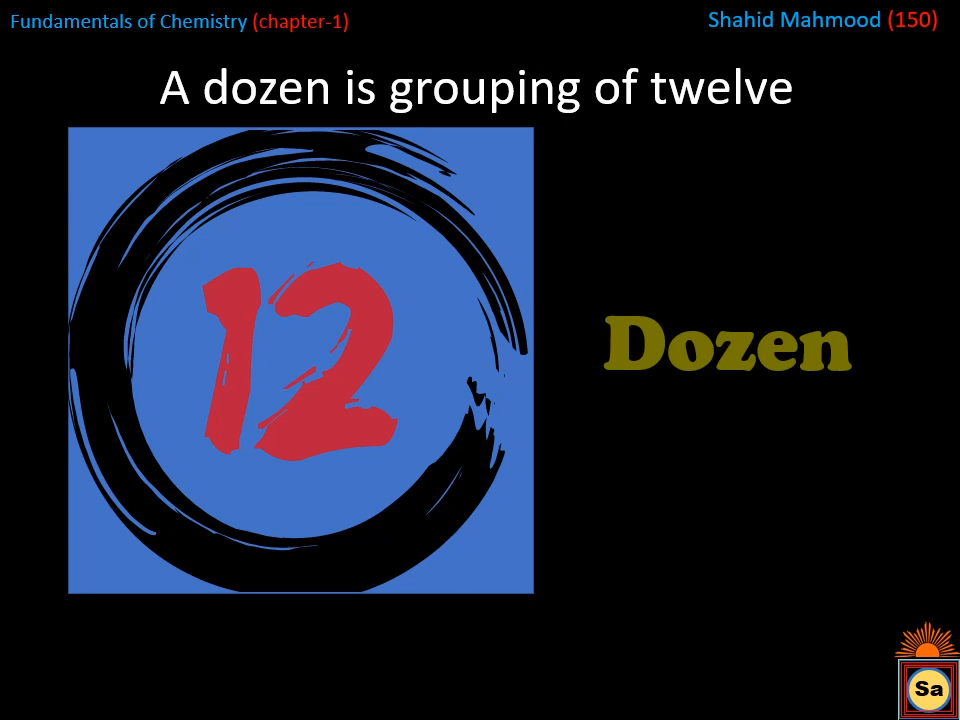 Fundamentals of Chemistry (chapter-1)
Shahid Mahmood (150)
A dozen is grouping of twelve
12
Dozen
Sa